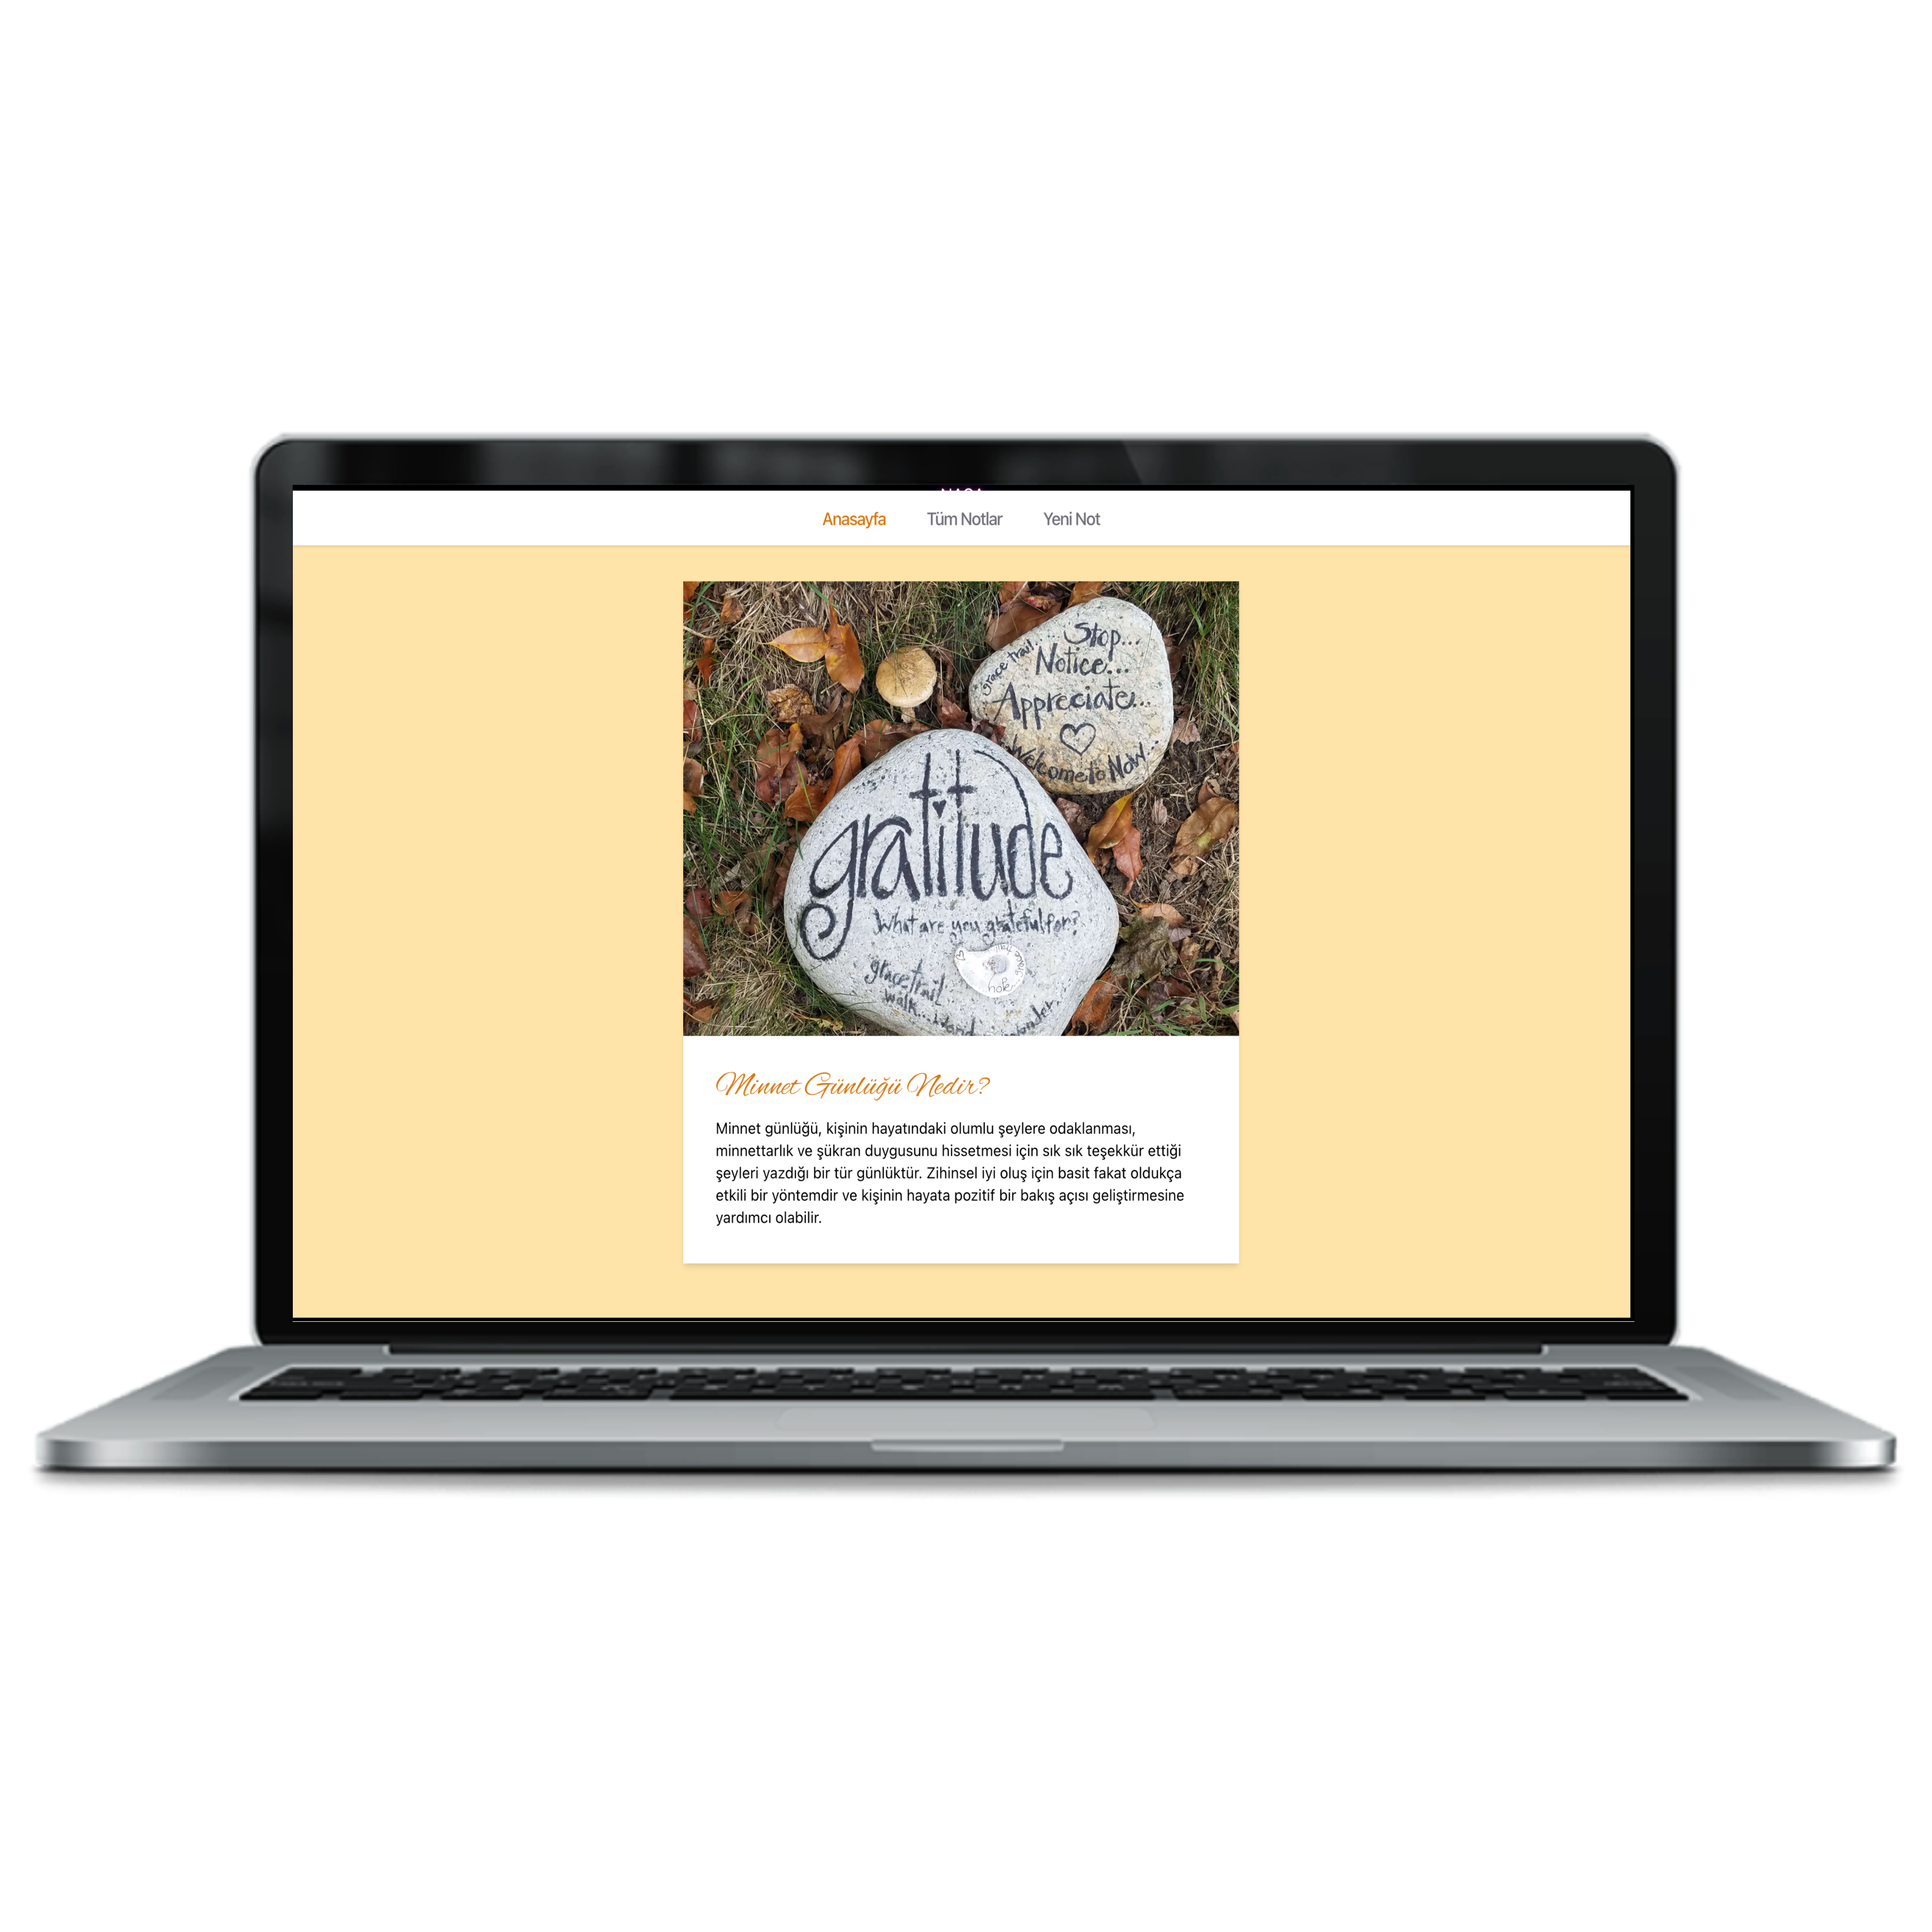 Anasayfa Tüm Notlar Yeni Not
Stop...
grace trail
Notice...
Appreciate...
Welcome to Now...
gratitude
What are you grateful for?
grace trail
walk...
Minnet Günlüğü Nedir?
Minnet günlüğü, kişinin hayatındaki olumlu şeylere odaklanması,
minnettarlık ve şükran duygusunu hissetmesi için sık sık teşekkür ettiği
şeyleri yazdığı bir tür günlüktür. Zihinsel iyi oluş için basit fakat oldukça
etkili bir yöntemdir ve kişinin hayata pozitif bir bakış açısı geliştirmesine
yardımcı olabilir.